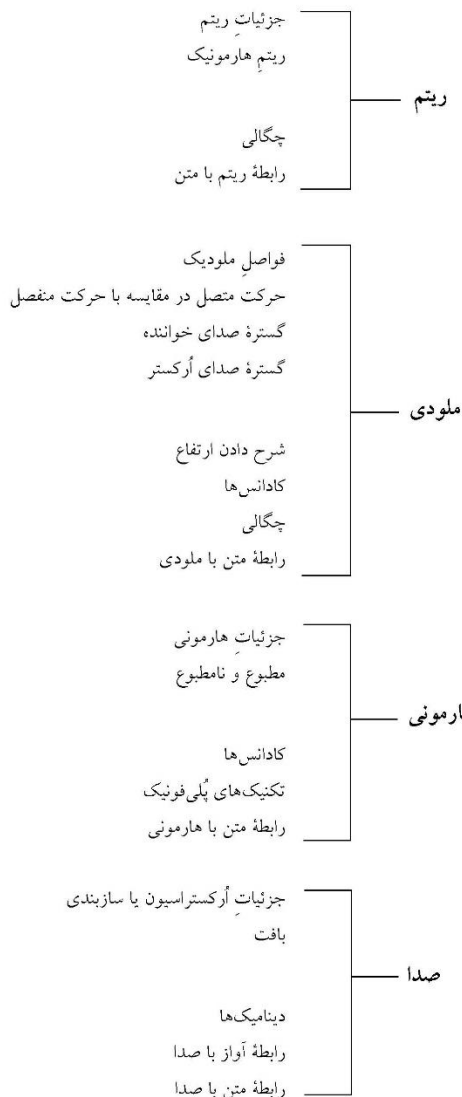 جزئیاتِ ریتم
ریتمِ هارمونیک
ریتم
چگالی
رابطهٔ ریتم با متن
فواصلِ ملودیک
حرکت متصل در مقایسه با حرکت منفصل
گسترهٔ صدای خواننده
گسترهٔ صدای اُرکستر
ملودی
شرح دادن ارتفاع
کادانس‌ها
چگالی
رابطهٔ متن با ملودی
جزئیاتِ هارمونی
مطبوع و نامطبوع
ارمونی
کادانس‌ها
تکنیک‌های پُلی‌فونیک
رابطهٔ متن با هارمونی
جزئیاتِ اُرکستراسیون یا سازبندی
بافت
صدا
دینامیک‌ها
رابطهٔ آواز با صدا
رابطهٔ متن با صدا